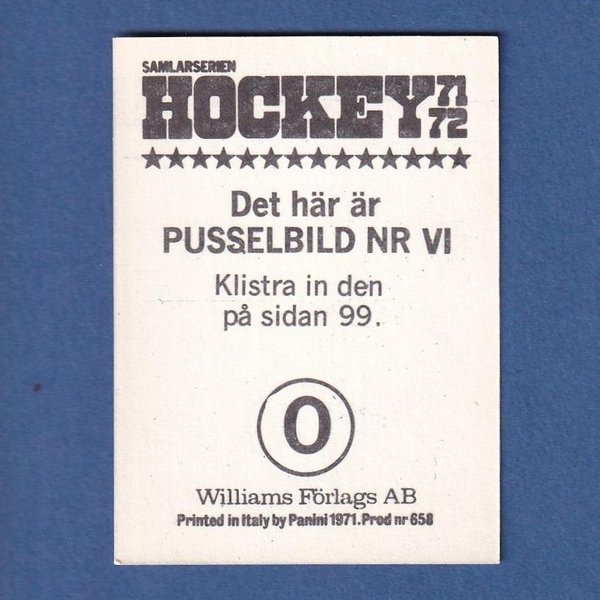 SAMLARSERIEN
HOCKEY 71 72
★★★★★★★★★★★★★★
Det här är
PUSSELBILD NR VI
Klistra in den
på sidan 99.
O
Williams Förlags AB
Printed in Italy by Panini 1971. Prod nr 658